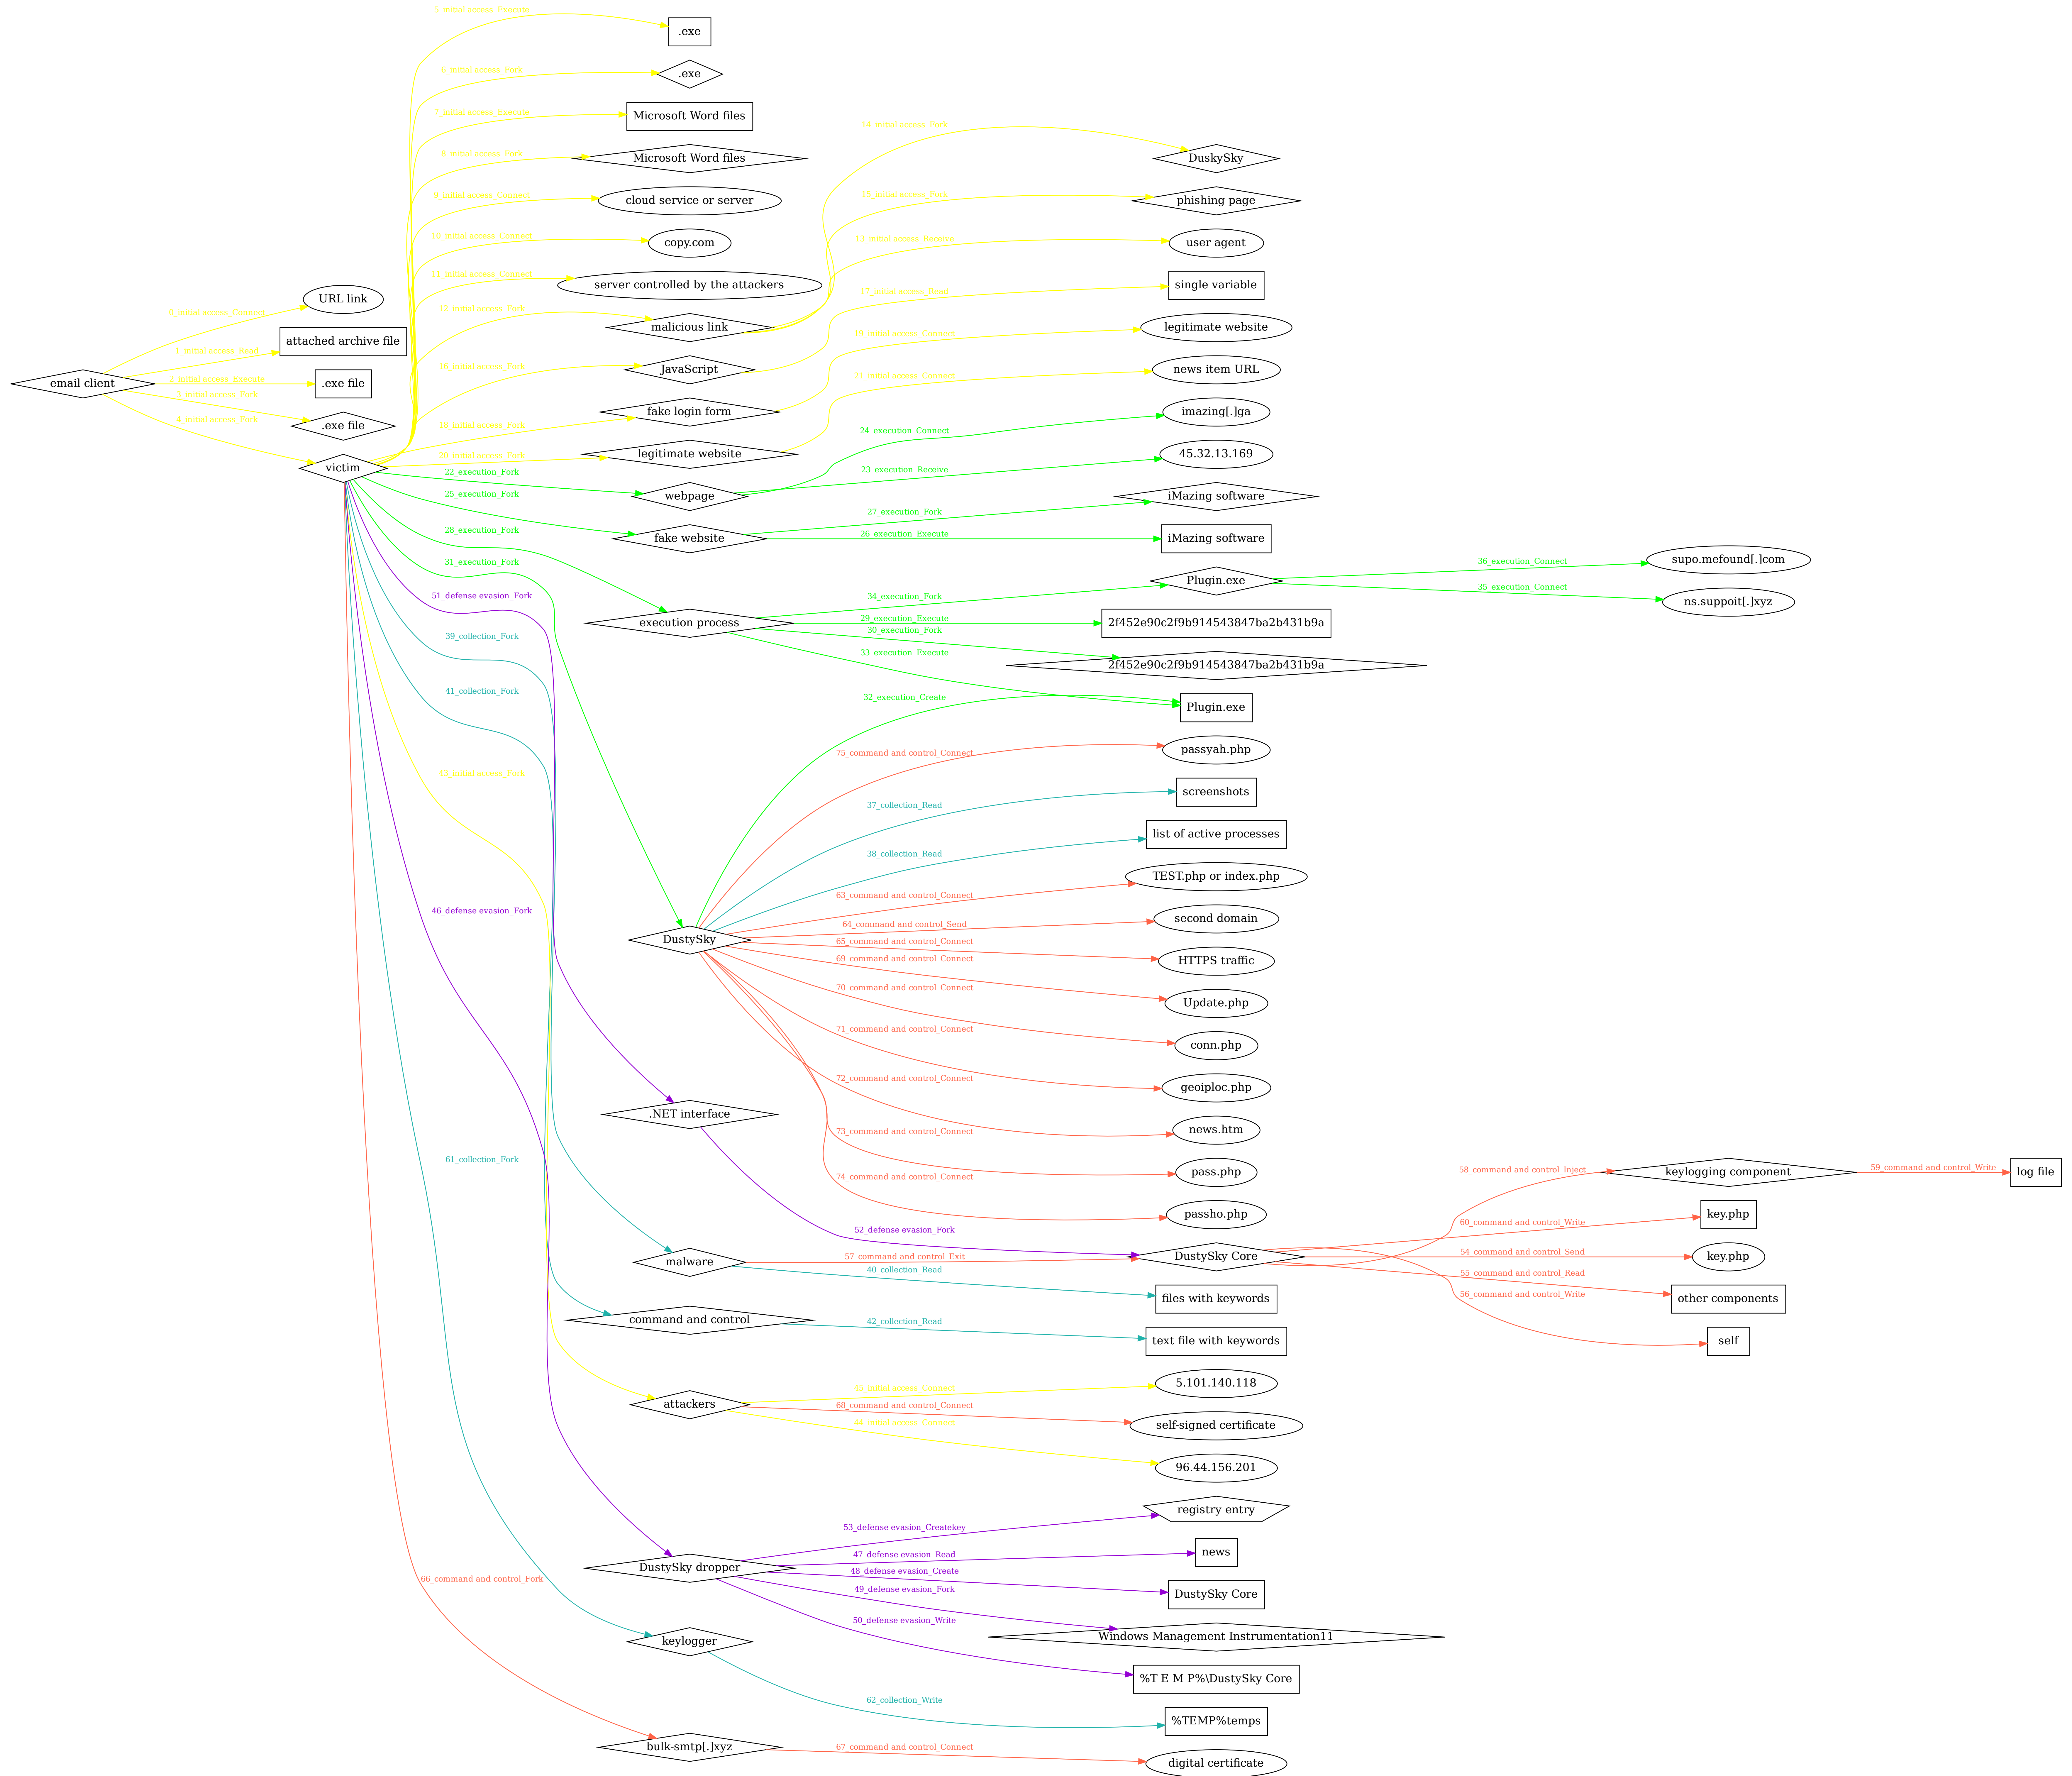 5_initial access_Execute
.exe
6_initial access_Fork
.exe
7_initial access_Execute
Microsoft Word files
8_initial access_Fork
Microsoft Word files
9_initial access_Connect
cloud service or server
10_initial access_Connect
copy.com
11_initial access_Connect
server controlled by the attackers
12_initial access_Fork
malicious link
14_initial access_Fork
DuskySky
15_initial access_Fork
phishing page
13_initial access_Receive
user agent
17_initial access_Read
single variable
19_initial access_Connect
legitimate website
21_initial access_Connect
news item URL
0_initial access_Connect
URL link
1_initial access_Read
attached archive file
email client
2_initial access_Execute
.exe file
3_initial access_Fork
.exe file
4_initial access_Fork
victim
16_initial access_Fork
JavaScript
18_initial access_Fork
fake login form
20_initial access_Fork
legitimate website
22_execution_Fork
webpage
24_execution_Connect
imazing[.]ga
23_execution_Receive
45.32.13.169
25_execution_Fork
fake website
27_execution_Fork
iMazing software
26_execution_Execute
iMazing software
28_execution_Fork
execution process
34_execution_Fork
Plugin.exe
36_execution_Connect
supo.mefound[.]com
35_execution_Connect
ns.suppoit[.]xyz
29_execution_Execute
2f452e90c2f9b914543847ba2b431b9a
30_execution_Fork
2f452e90c2f9b914543847ba2b431b9a
33_execution_Execute
Plugin.exe
31_execution_Fork
32_execution_Create
51_defense evasion_Fork
39_collection_Fork
41_collection_Fork
43_initial access_Fork
46_defense evasion_Fork
61_collection_Fork
66_command and control_Fork
DustySky
75_command and control_Connect
passyah.php
37_collection_Read
screenshots
38_collection_Read
list of active processes
63_command and control_Connect
TEST.php or index.php
64_command and control_Send
second domain
65_command and control_Connect
HTTPS traffic
69_command and control_Connect
Update.php
70_command and control_Connect
conn.php
71_command and control_Connect
geoiploc.php
72_command and control_Connect
news.htm
73_command and control_Connect
pass.php
74_command and control_Connect
passho.php
.NET interface
52_defense evasion_Fork
DustySky Core
58_command and control_Inject
keylogging component
59_command and control_Write
log file
60_command and control_Write
key.php
54_command and control_Send
key.php
55_command and control_Read
other components
56_command and control_Write
self
malware
57_command and control_Exit
40_collection_Read
files with keywords
command and control
42_collection_Read
text file with keywords
attackers
45_initial access_Connect
5.101.140.118
68_command and control_Connect
self-signed certificate
44_initial access_Connect
96.44.156.201
DustySky dropper
53_defense evasion_Createkey
registry entry
47_defense evasion_Read
news
48_defense evasion_Create
DustySky Core
49_defense evasion_Fork
Windows Management Instrumentation11
50_defense evasion_Write
%T E M P%\DustySky Core
keylogger
62_collection_Write
%TEMP%temps
bulk-smtp[.]xyz
67_command and control_Connect
digital certificate